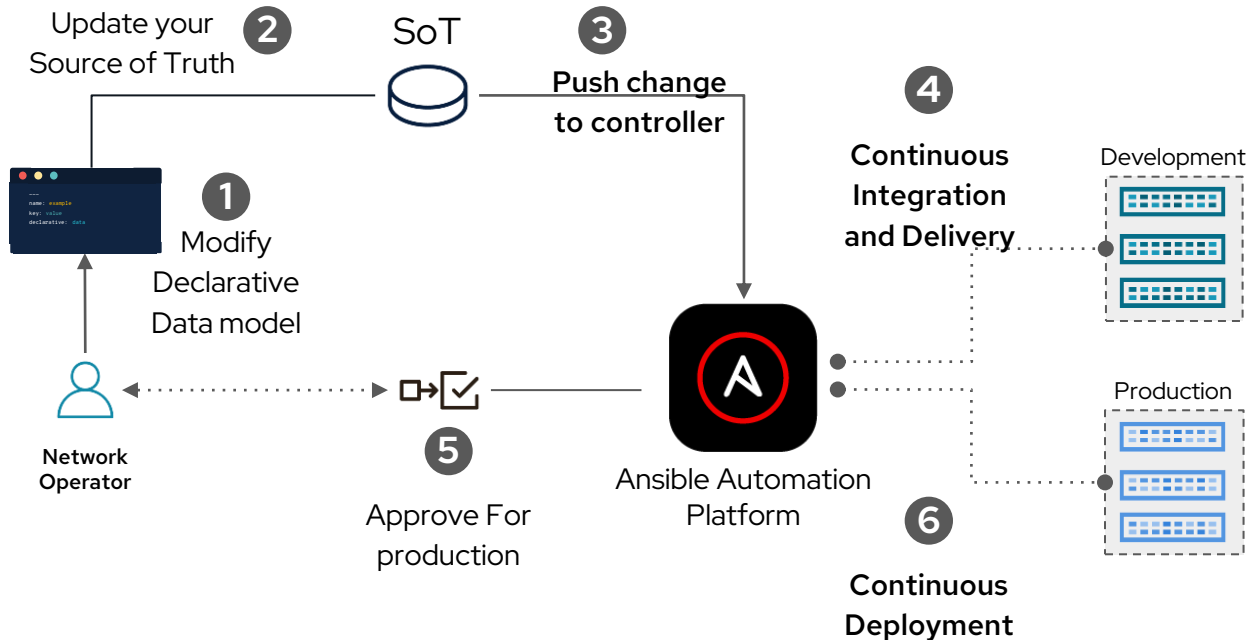 Update your
Source of Truth
2
SoT
3
Push change
to controller
4
Continuous
Integration
and Delivery
Development
---
name: example
key: value
declarative: data
1
Modify
Declarative
Data model
Network
Operator
5
Approve For
production
Ansible Automation
Platform
Production
6
Continuous
Deployment